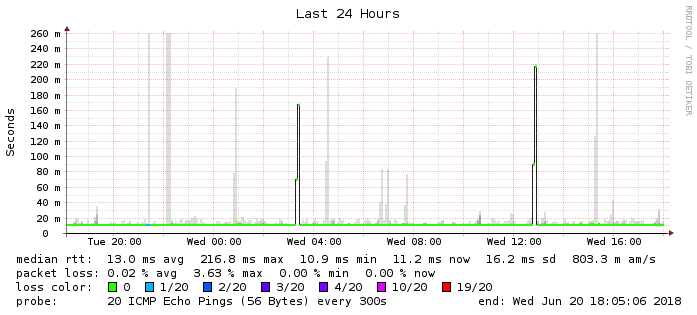 Last 24 Hours
RRDTOOL / TOBI OETIKER
Seconds
260 m
240 m
220 m
200 m
180 m
160 m
140 m
120 m
100 m
80 m
60 m
40 m
20 m
0
Tue 20:00 Wed 00:00 Wed 04:00 Wed 08:00 Wed 12:00 Wed 16:00
median rtt: 13.0 ms avg 216.8 ms max 10.9 ms min 11.2 ms now 16.2 ms sd 803.3 m am/s
packet loss: 0.02 % avg 3.63 % max 0.00 % min 0.00 % now
loss color: 0 1/20 2/20 3/20 4/20 10/20 19/20
probe: 20 ICMP Echo Pings (56 Bytes) every 300s end: Wed Jun 20 18:05:06 2018